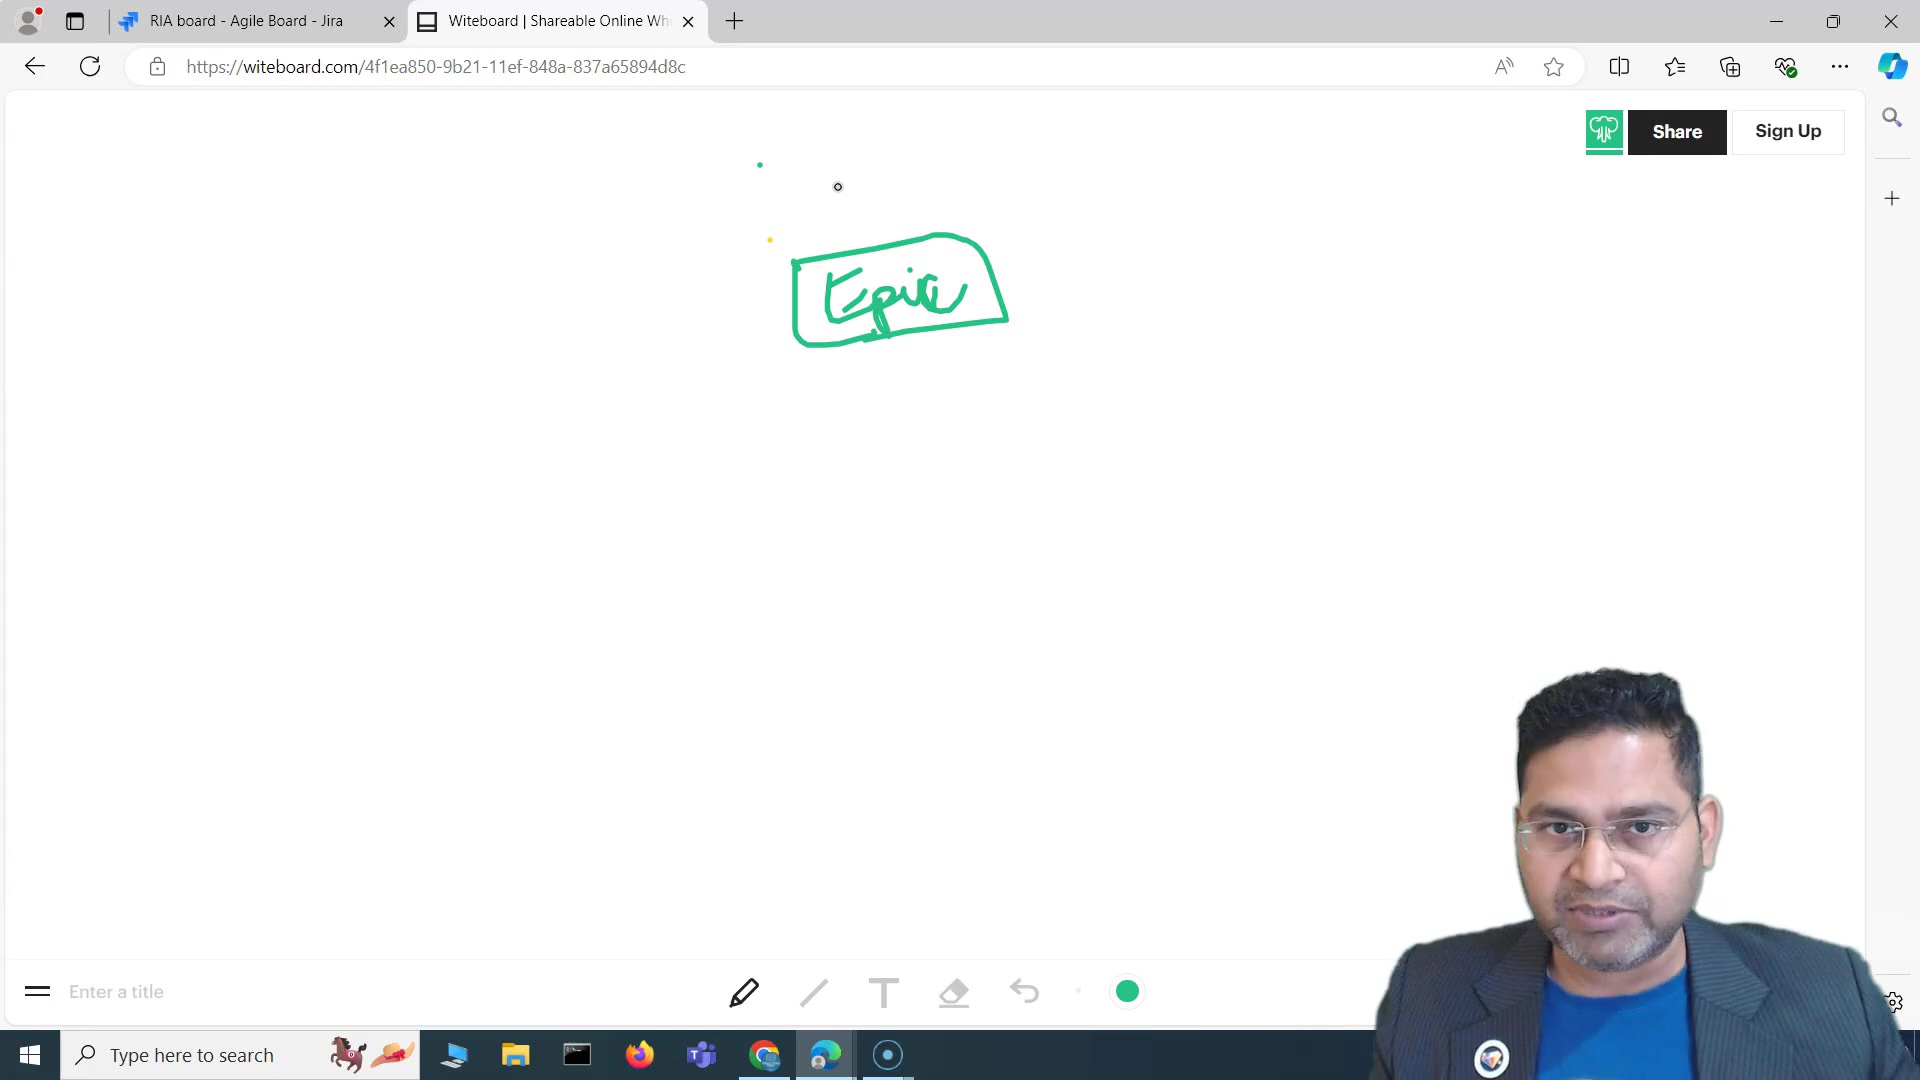 RIA board - Agile Board - Jira
Witeboard | Shareable Online Wh
https://witeboard.com/4f1ea850-9b21-11ef-848a-837a65894d8c
Share
Sign Up
Epic
Enter a title
T
Type here to search